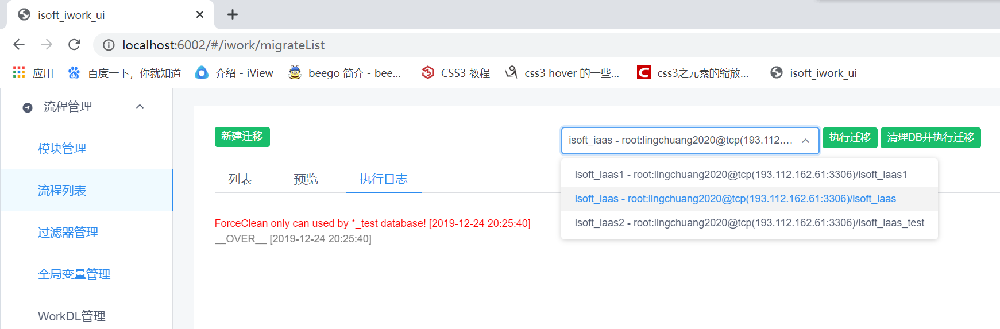 isoft_iwork_ui
localhost:6002/#/iwork/migrateList
应用 百度一下，你就知道 介绍 - iView beego 简介 - bee... CSS3 教程 css3 hover 的一些... css3之元素的缩放... isoft_iwork_ui
流程管理
模块管理
流程列表
过滤器管理
全局变量管理
WorkDL管理
新建迁移
isoft_iaas - root:lingchuang2020@tcp(193.112....
执行迁移 清理DB并执行迁移
isoft_iaas1 - root:lingchuang2020@tcp(193.112.162.61:3306)/isoft_iaas1
isoft_iaas - root:lingchuang2020@tcp(193.112.162.61:3306)/isoft_iaas
isoft_iaas2 - root:lingchuang2020@tcp(193.112.162.61:3306)/isoft_iaas_test
列表 预览 执行日志
ForceClean only can used by *_test database! [2019-12-24 20:25:40]
__OVER__ [2019-12-24 20:25:40]